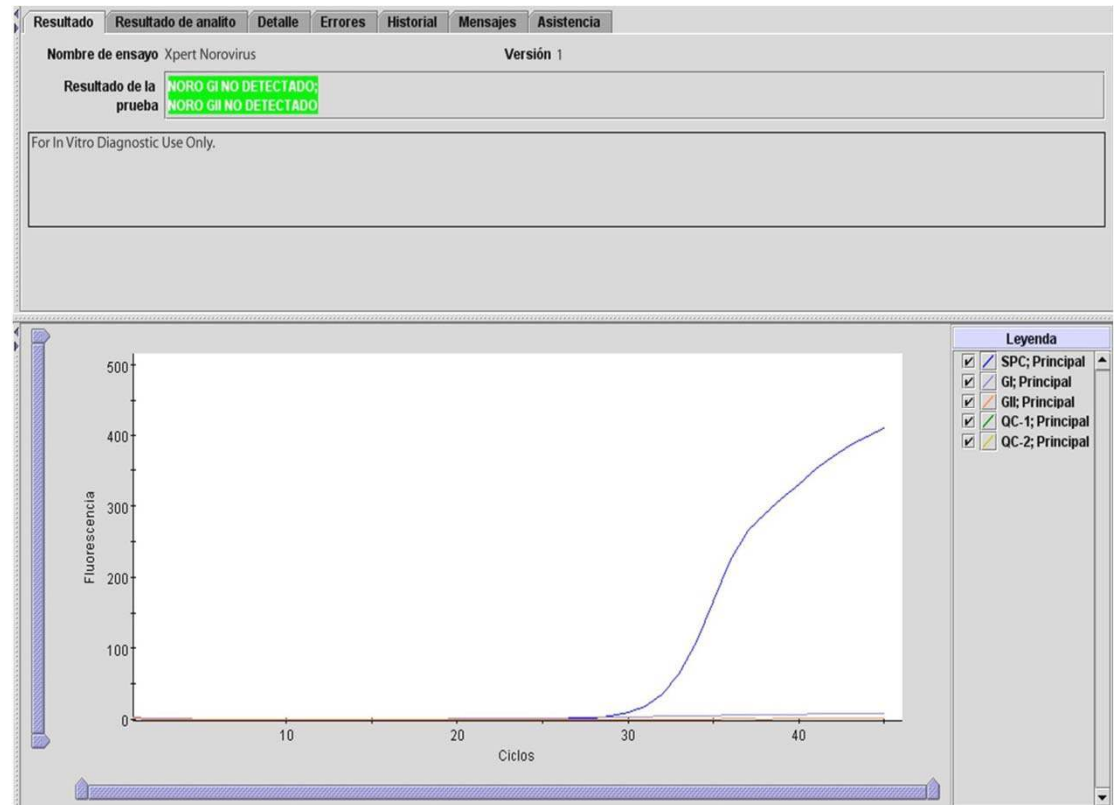 Resultado Resultado de analito Detalle Errores Historial Mensajes Asistencia
Nombre de ensayo Xpert Norovirus Versión 1
Resultado de la NORO GI NO DETECTADO;
prueba NORO GII NO DETECTADO
For In Vitro Diagnostic Use Only.
Leyenda
SPC; Principal
GI; Principal
GII; Principal
QC-1; Principal
QC-2; Principal
500
400
300
200
100
0
Fluorescencia
10 20 30 40
Ciclos